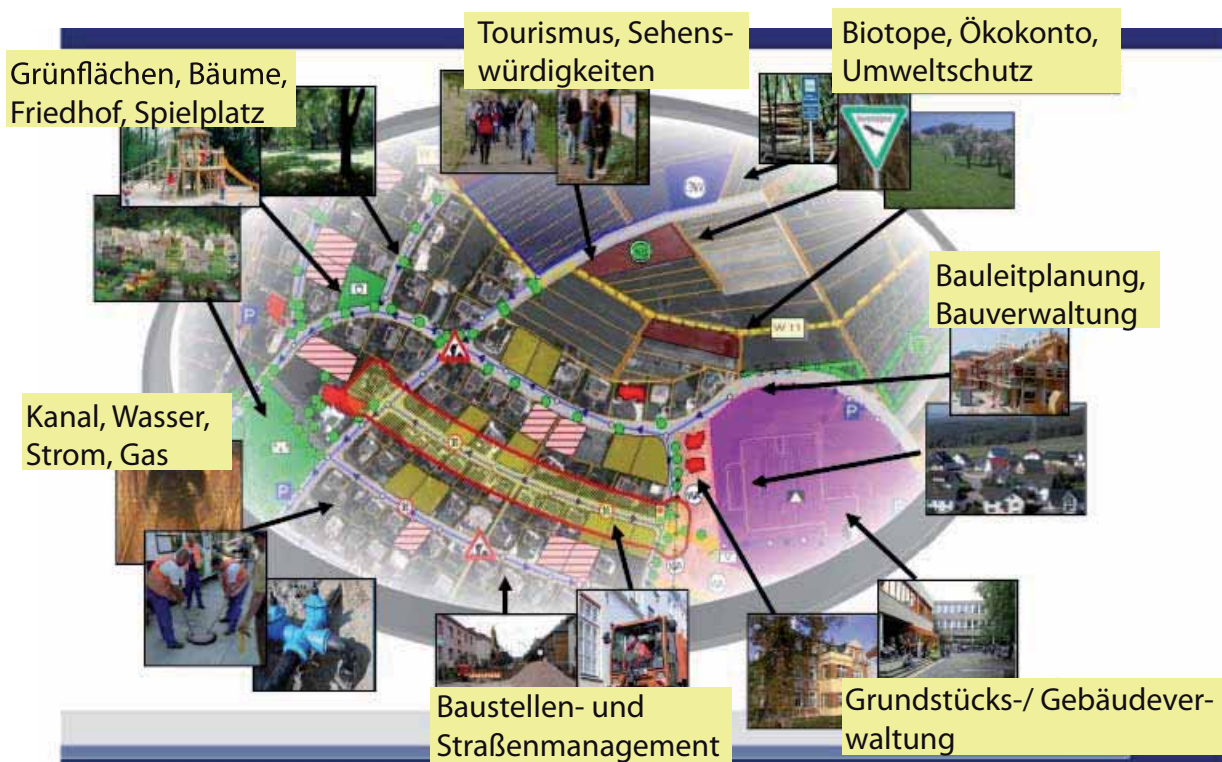 Tourismus, Sehens-
würdigkeiten
Biotope, Ökokonto,
Umweltschutz
Grünflächen, Bäume,
Friedhof, Spielplatz
Bauleitplanung,
Bauverwaltung
Kanal, Wasser,
Strom, Gas
W 11
P
P
P
Baustellen- und
Straßenmanagement
Grundstücks-/ Gebäudever-
waltung